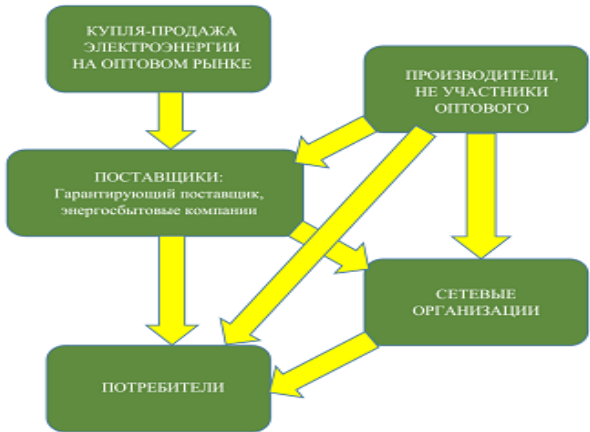 КУПЛЯ-ПРОДАЖА
ЭЛЕКТРОЭНЕРГИИ
НА ОПТОВОМ РЫНКЕ
ПРОИЗВОДИТЕЛИ,
НЕ УЧАСТНИКИ
ОПТОВОГО
ПОСТАВЩИКИ:
Гарантирующий поставщик,
энергосбытовые компании
СЕТЕВЫЕ
ОРГАНИЗАЦИИ
ПОТРЕБИТЕЛИ